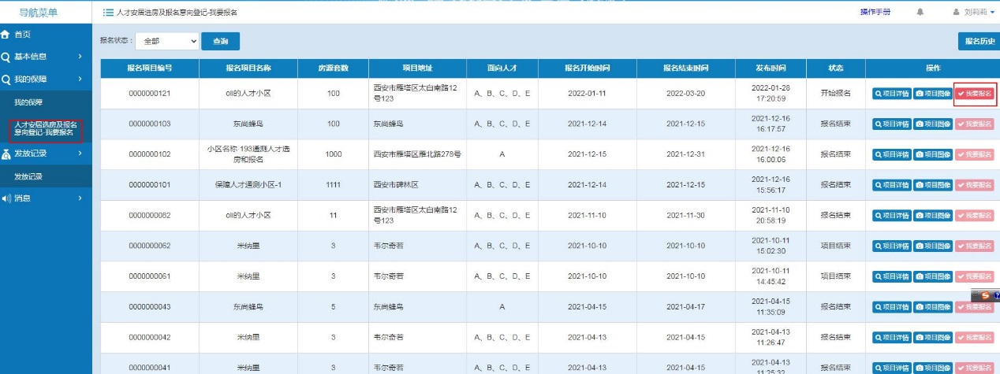 导航菜单
人才安居选房及报名意向登记-我要报名
操作手册
刘莉莉
首页
基本信息
我的保障
我的保障
人才安居选房及报名
意向登记-我要报名
发放记录
发放记录
消息
报名状态：
全部
查询
报名历史
报名项目编号 报名项目名称 房源套数 项目地址 面向人才 报名开始时间 报名结束时间 发布时间 状态 操作
0000000121 oll的人才小区 100 西安市雁塔区太白南路12号123 A、B、C、D、E 2022-01-11 2022-03-20 2022-01-28 17:20:59 开始报名 项目详情 项目图像 我要报名
0000000103 东尚蜂鸟 100 东尚蜂鸟 A、B、C、D、E 2021-12-14 2021-12-15 2021-12-16 16:17:57 报名结束 项目详情 项目图像 我要报名
0000000102 小区名称-193通测人才选房和报名 1000 西安市雁塔区雁北路278号 A 2021-12-15 2021-12-31 2021-12-16 16:00:06 报名结束 项目详情 项目图像 我要报名
0000000101 保障人才通测小区-1 1111 西安市碑林区 A、B、C、D、E 2021-12-14 2021-12-15 2021-12-16 15:56:17 报名结束 项目详情 项目图像 我要报名
0000000082 oll的人才小区 11 西安市雁塔区太白南路12号123 A、B、C、D、E 2021-11-10 2021-11-30 2021-11-10 20:58:19 报名结束 项目详情 项目图像 我要报名
0000000062 米纳里 3 韦尔奇若 A、B、C、D、E 2021-10-10 2021-10-10 2021-10-11 15:02:30 项目结束 项目详情 项目图像 我要报名
0000000061 米纳里 3 韦尔奇若 A、B、C、D、E 2021-10-10 2021-10-10 2021-10-11 14:45:42 项目结束 项目详情 项目图像 我要报名
0000000043 东尚蜂鸟 5 东尚蜂鸟 A 2021-04-15 2021-04-17 2021-04-15 11:35:09 报名结束 项目详情 项目图像 我要报名
0000000042 米纳里 3 韦尔奇若 A、B、C、D、E 2021-04-13 2021-04-15 2021-04-13 11:26:47 报名结束 项目详情 项目图像 我要报名
0000000041 米纳里 3 韦尔奇若 A、B、C、D、E 2021-04-13 2021-04-15 2021-04-13 11:25:32 报名结束 项目详情 项目图像 我要报名